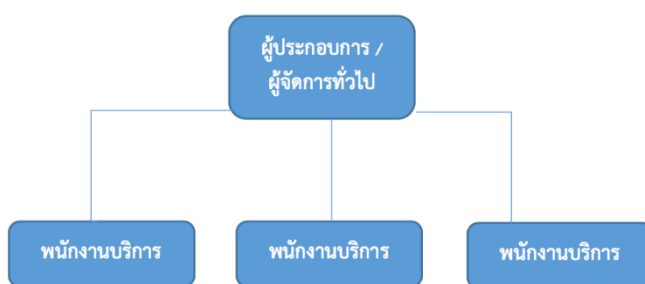 ผู้ประกอบการ /
ผู้จัดการทั่วไป
พนักงานบริการ
พนักงานบริการ
พนักงานบริการ